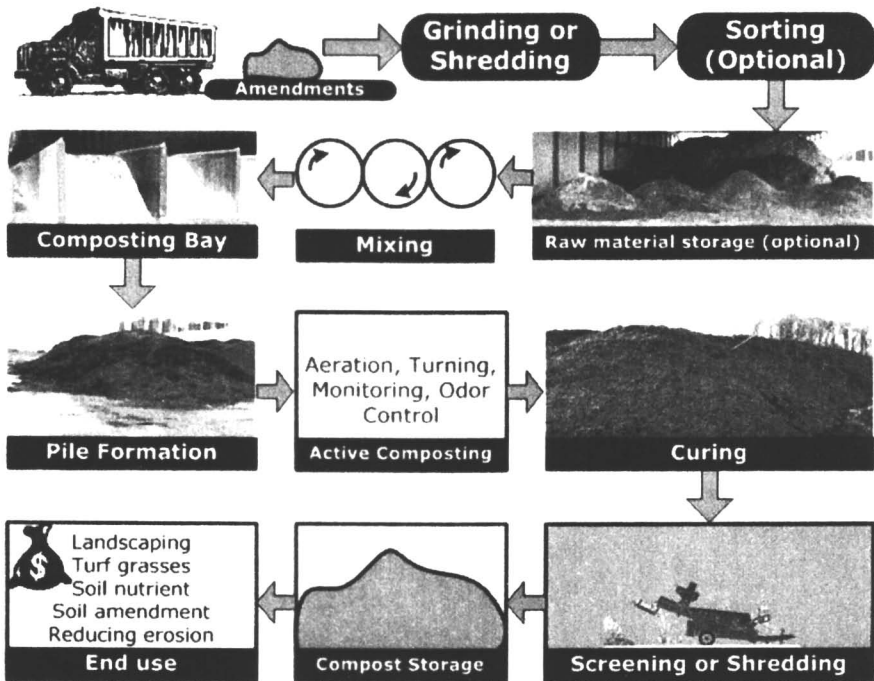 Amendments
Grinding or
Shredding
Sorting
(Optional)
Composting Bay
Mixing
Raw material storage (optional)
Pile Formation
Aeration, Turning,
Monitoring, Odor
Control
Active Composting
Curing
$
Landscaping
Turf grasses
Soil nutrient
Soil amendment
Reducing erosion
End use
Compost Storage
Screening or Shredding